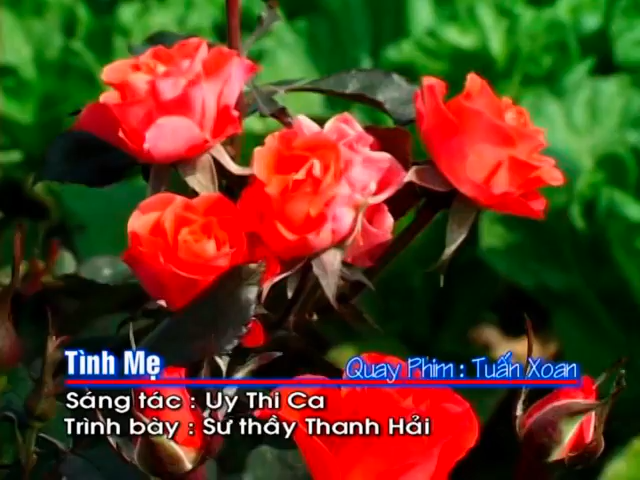 Tình Mẹ
Quay Phim : Tuấn Xoan
Sáng tác : Uy Thi Ca
Trình bày : Sư thầy Thanh Hải